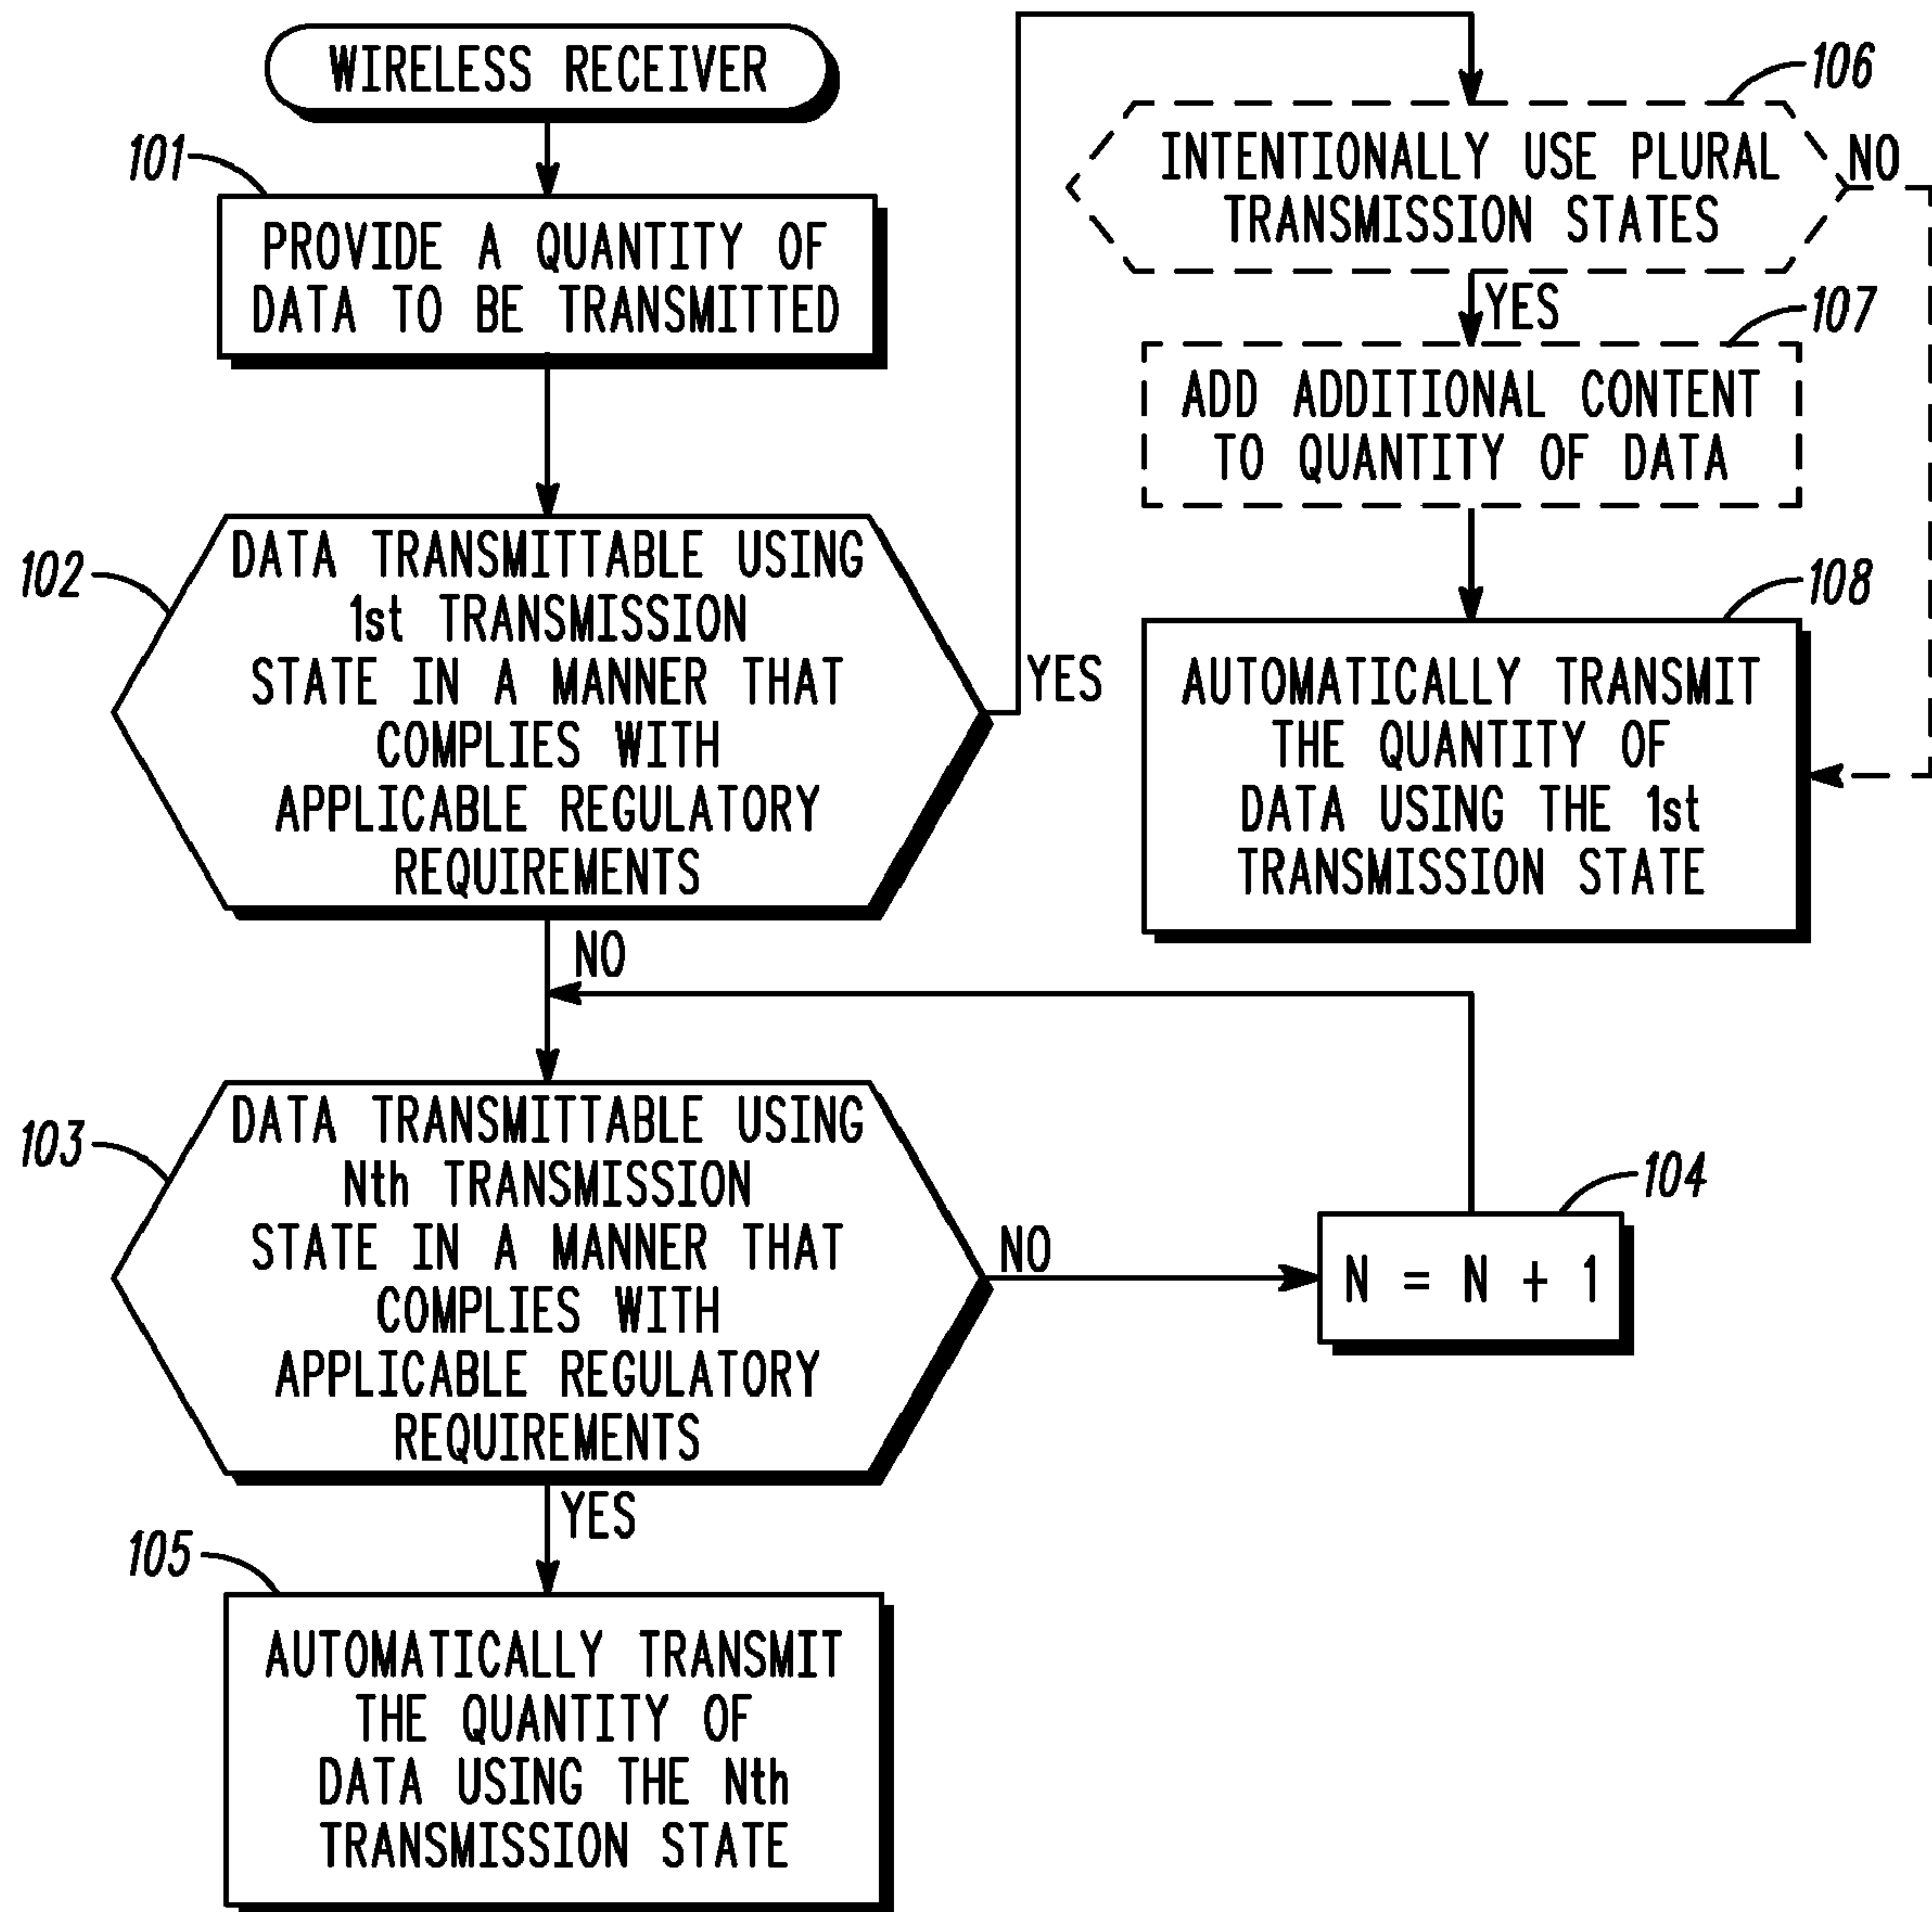 WIRELESS RECEIVER
101
PROVIDE A QUANTITY OF
DATA TO BE TRANSMITTED
102
DATA TRANSMITTABLE USING
1st TRANSMISSION
STATE IN A MANNER THAT
COMPLIES WITH
APPLICABLE REGULATORY
REQUIREMENTS
YES
NO
103
DATA TRANSMITTABLE USING
Nth TRANSMISSION
STATE IN A MANNER THAT
COMPLIES WITH
APPLICABLE REGULATORY
REQUIREMENTS
NO
104
N = N + 1
YES
105
AUTOMATICALLY TRANSMIT
THE QUANTITY OF
DATA USING THE Nth
TRANSMISSION STATE
106
INTENTIONALLY USE PLURAL
TRANSMISSION STATES
NO
YES
107
ADD ADDITIONAL CONTENT
TO QUANTITY OF DATA
108
AUTOMATICALLY TRANSMIT
THE QUANTITY OF
DATA USING THE 1st
TRANSMISSION STATE